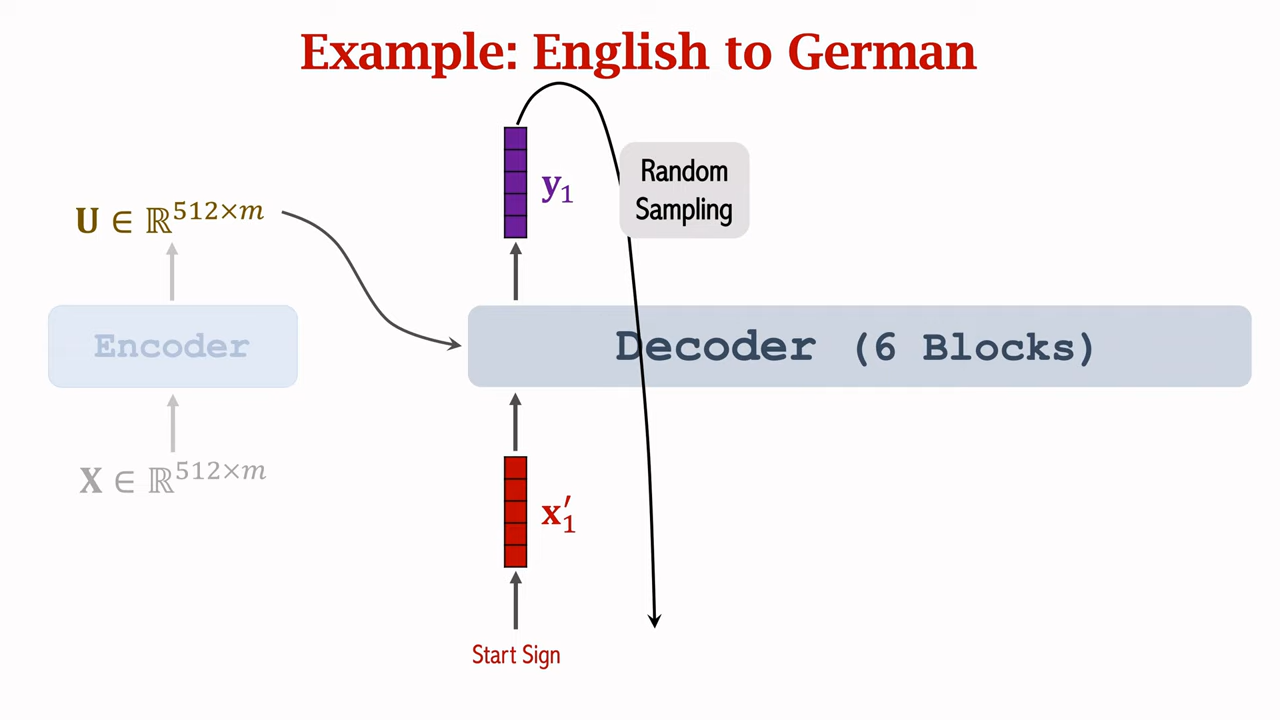 Example: English to German
U ∈ ℝ^{512×m}
Encoder
X ∈ ℝ^{512×m}
y₁
Random
Sampling
Decoder (6 Blocks)
x′₁
Start Sign